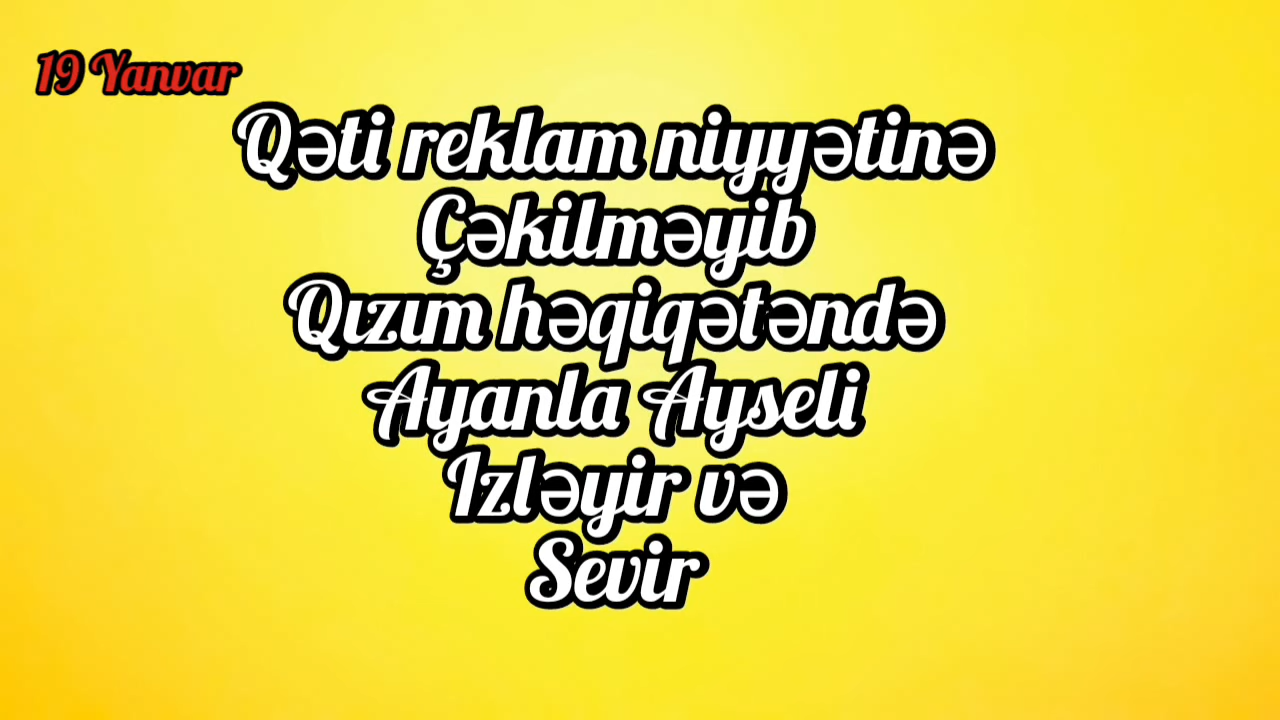 19 Yanvar
Qəti reklam niyyətinə
Çəkilməyib
Qızım həqiqətəndə
Ayanla Ayseli
Izləyir və
Sevir